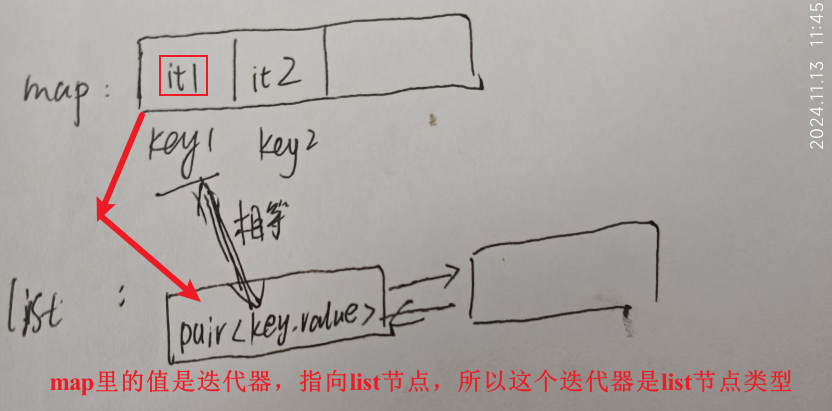 2024.11.13 11:45
map: it1 it2
key1 key2
相等
list: pair<key.value>
map里的值是迭代器，指向list节点，所以这个迭代器是list节点类型